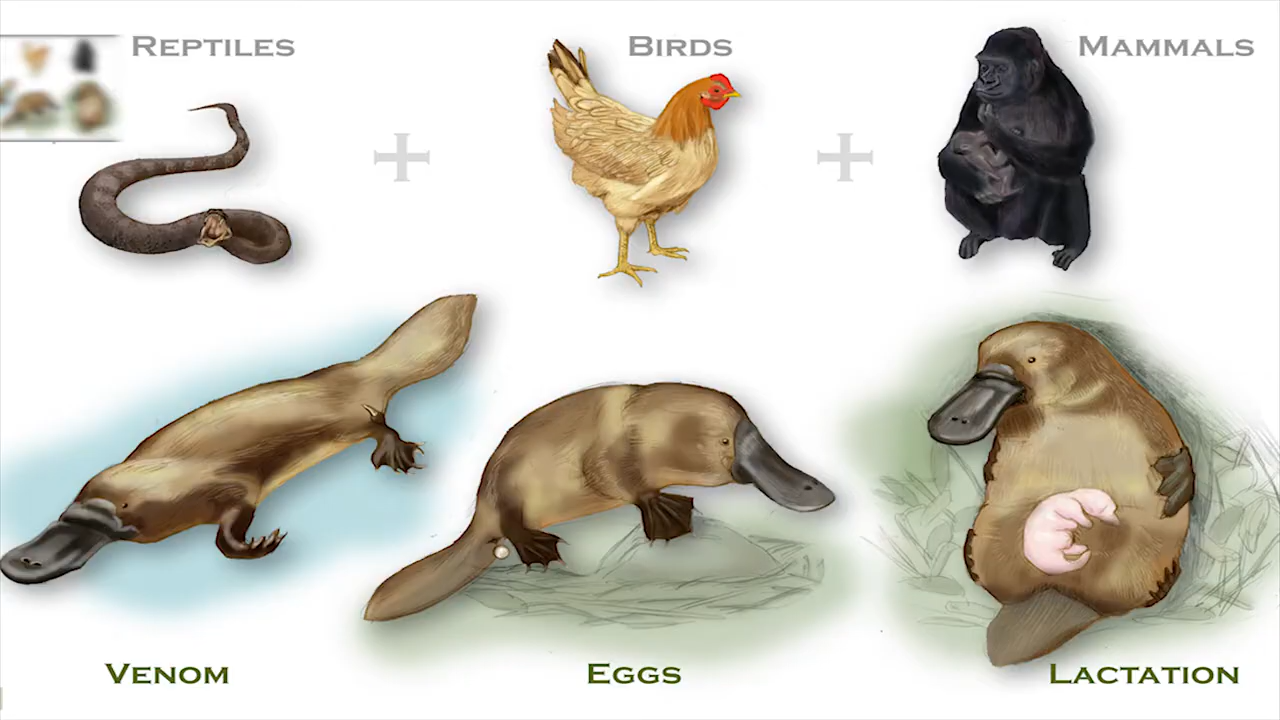 REPTILES
BIRDS
MAMMALS
VENOM
EGGS
LACTATION